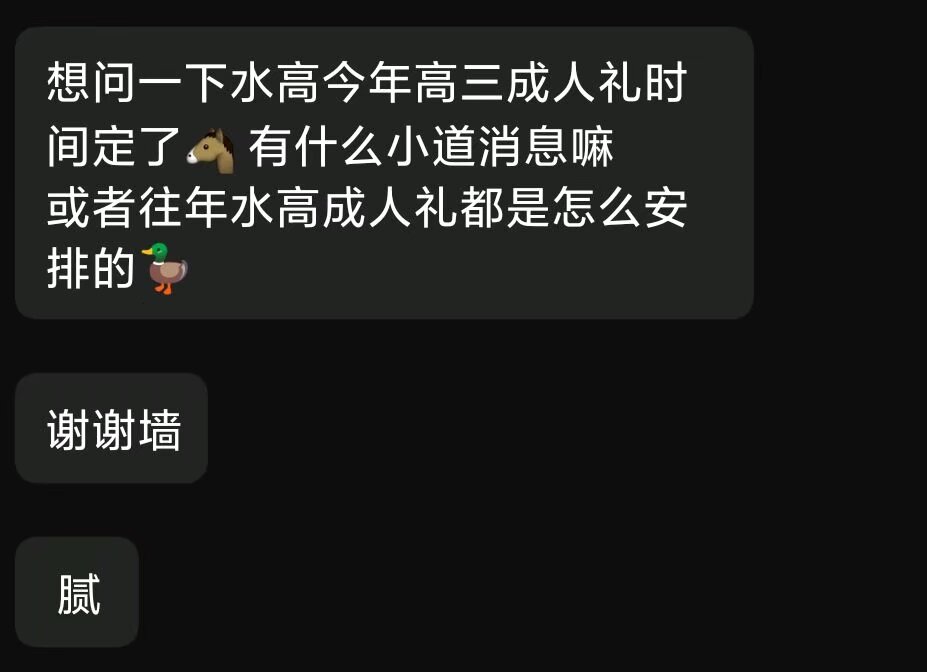 想问一下水高今年高三成人礼时
间定了🐴 有什么小道消息嘛
或者往年水高成人礼都是怎么安
排的🦆
谢谢墙
腻